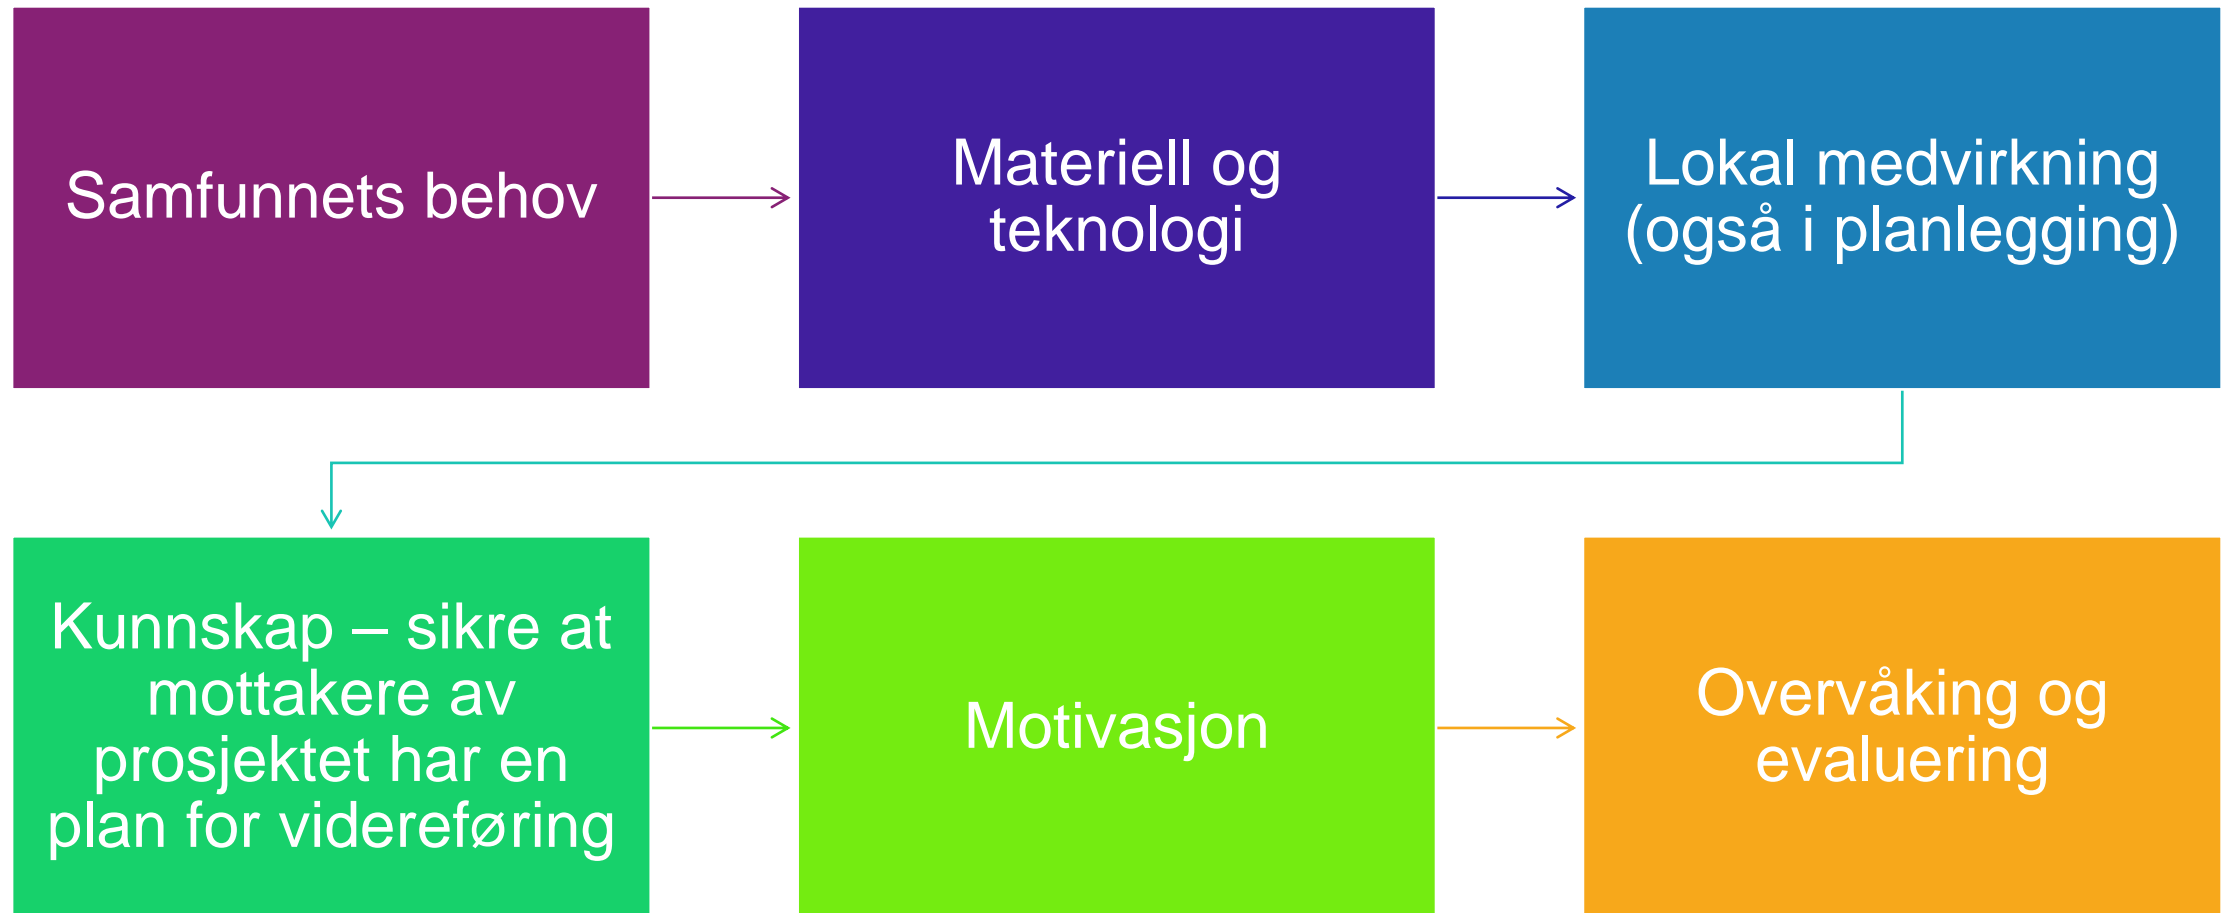 Samfunnets behov
Materiell og
teknologi
Lokal medvirkning
(også i planlegging)
Kunnskap – sikre at
mottakere av
prosjektet har en
plan for videreføring
Motivasjon
Overvåking og
evaluering